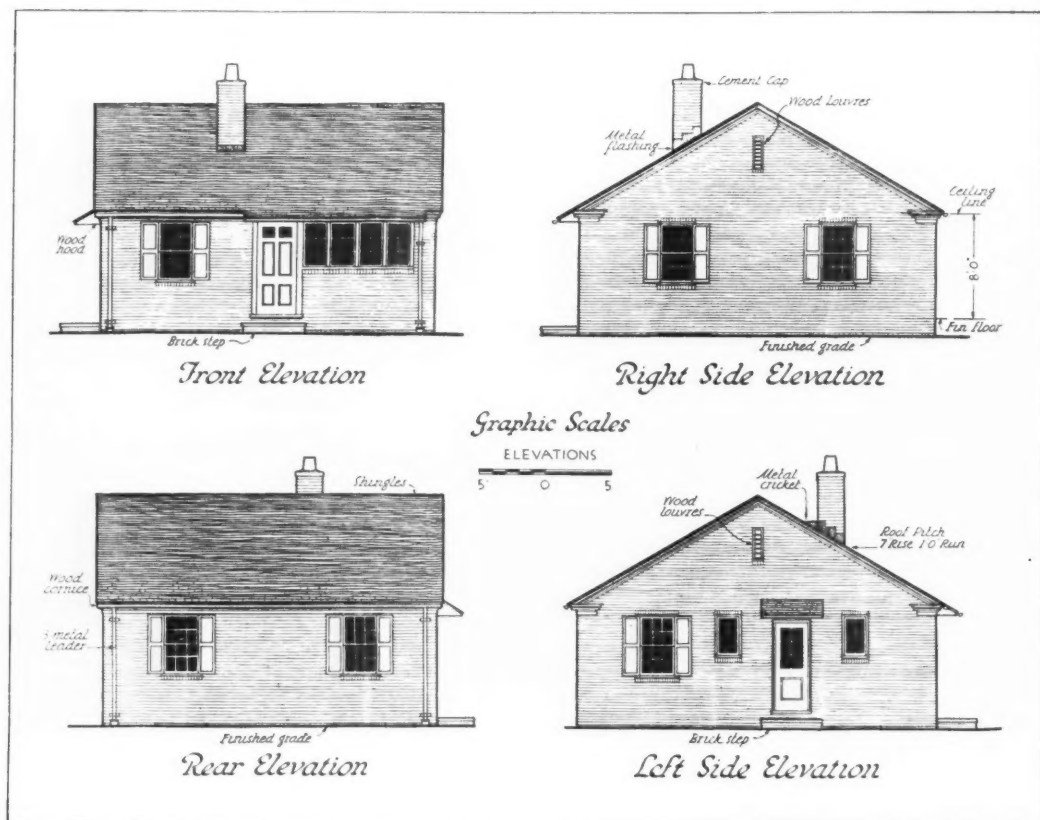 Cement Cap
Wood Louvres
Metal
flashing
Ceiling
line
Wood
hood
8'0"
Fin floor
Brick step
Finished grade
Front Elevation
Right Side Elevation
Graphic Scales
ELEVATIONS
5' 0 5
Shingles
Metal
cricket
Wood
louvres
Roof Pitch
7 Rise 1'0 Run
Wood
cornice
metal
leader
Finished grade
Brick step
Rear Elevation
Left Side Elevation